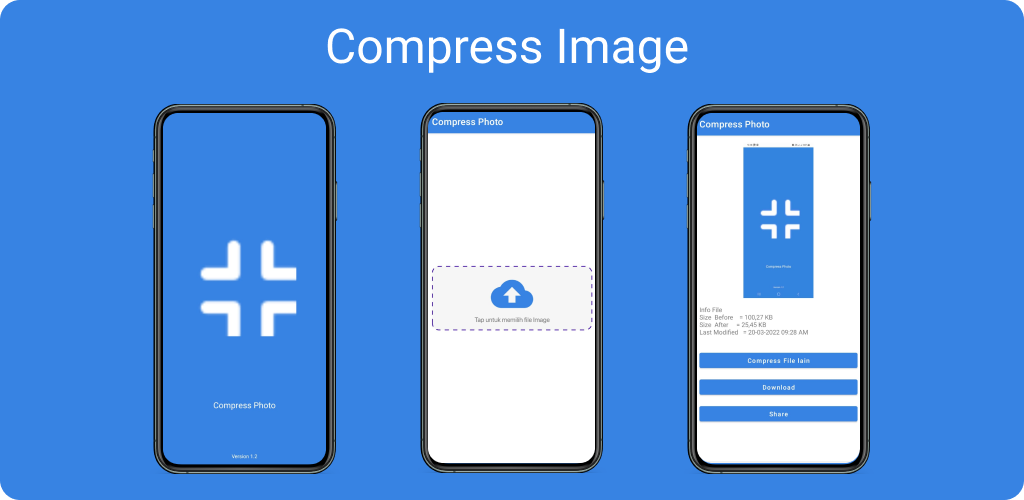 Compress Image
Compress Photo
Version 1.2
Compress Photo
Tap untuk memilih file Image
Compress Photo
Compress Photo
Info File
Size Before = 100,27 KB
Size After = 25,45 KB
Last Modified = 20-03-2022 09:28 AM
Compress File lain
Download
Share